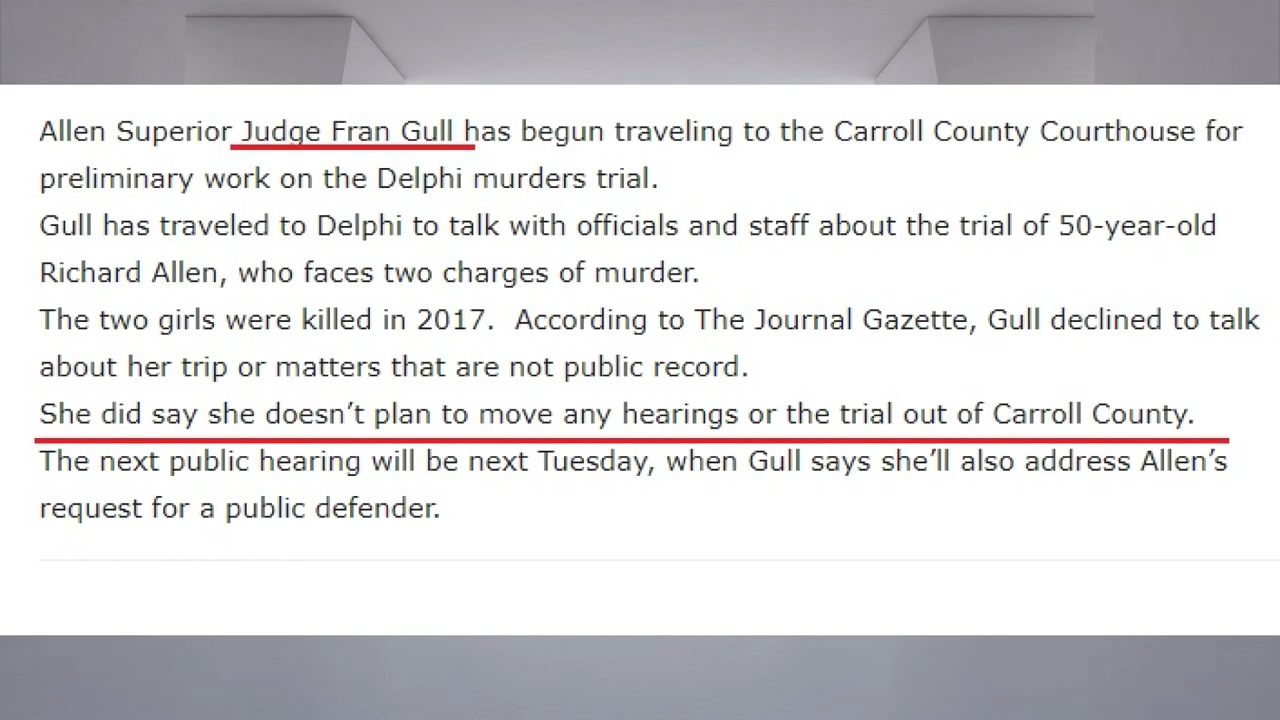 Allen Superior Judge Fran Gull has begun traveling to the Carroll County Courthouse for
preliminary work on the Delphi murders trial.
Gull has traveled to Delphi to talk with officials and staff about the trial of 50-year-old
Richard Allen, who faces two charges of murder.
The two girls were killed in 2017.  According to The Journal Gazette, Gull declined to talk
about her trip or matters that are not public record.
She did say she doesn’t plan to move any hearings or the trial out of Carroll County.
The next public hearing will be next Tuesday, when Gull says she’ll also address Allen’s
request for a public defender.